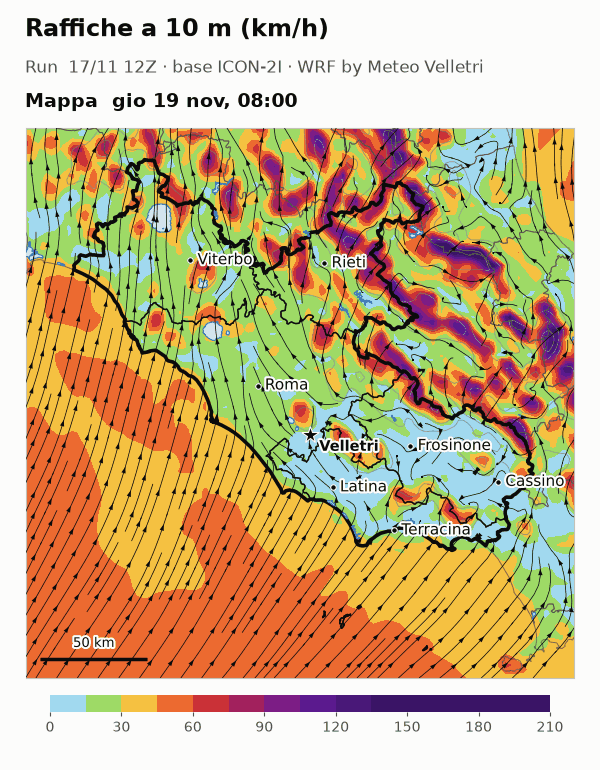 Raffiche a 10 m (km/h)
Run  17/11 12Z · base ICON-2I · WRF by Meteo Velletri
Mappa  gio 19 nov, 08:00
Viterbo
Rieti
Roma
Velletri
Frosinone
Latina
Cassino
Terracina
50 km
0 30 60 90 120 150 180 210